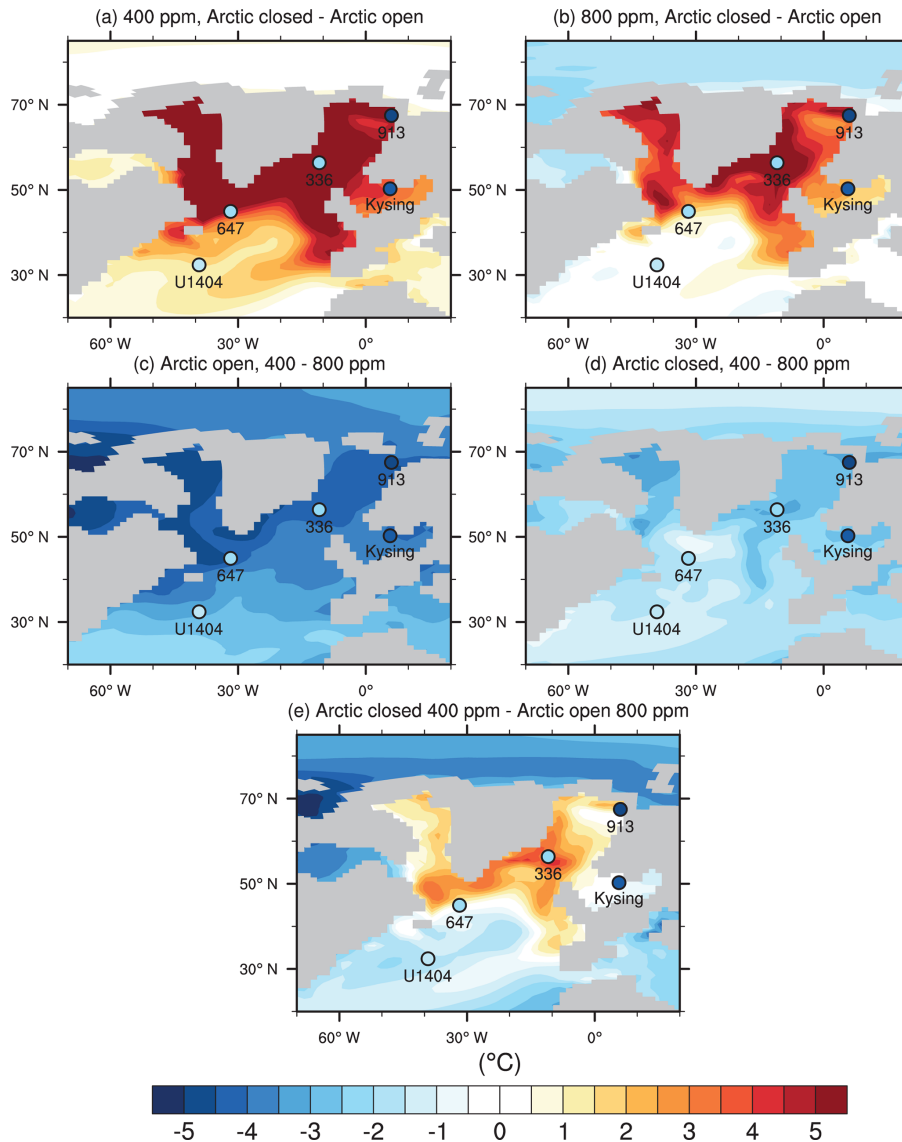 (a) 400 ppm, Arctic closed - Arctic open
70° N
50° N
30° N
913
336
Kysing
647
U1404
60° W
30° W
0°
(b) 800 ppm, Arctic closed - Arctic open
70° N
50° N
30° N
913
336
Kysing
647
U1404
60° W
30° W
0°
(c) Arctic open, 400 - 800 ppm
70° N
50° N
30° N
913
336
Kysing
647
U1404
60° W
30° W
0°
(d) Arctic closed, 400 - 800 ppm
70° N
50° N
30° N
913
336
Kysing
647
U1404
60° W
30° W
0°
(e) Arctic closed 400 ppm - Arctic open 800 ppm
70° N
50° N
30° N
913
336
Kysing
647
U1404
60° W
30° W
0°
(°C)
-5 -4 -3 -2 -1 0 1 2 3 4 5